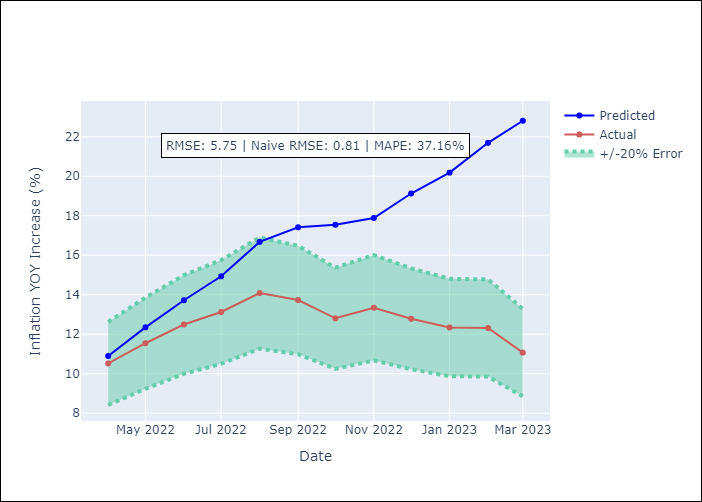 RMSE: 5.75 | Naive RMSE: 0.81 | MAPE: 37.16%
Predicted
Actual
+/-20% Error
Inflation YOY Increase (%)
22
20
18
16
14
12
10
8
May 2022 Jul 2022 Sep 2022 Nov 2022 Jan 2023 Mar 2023
Date